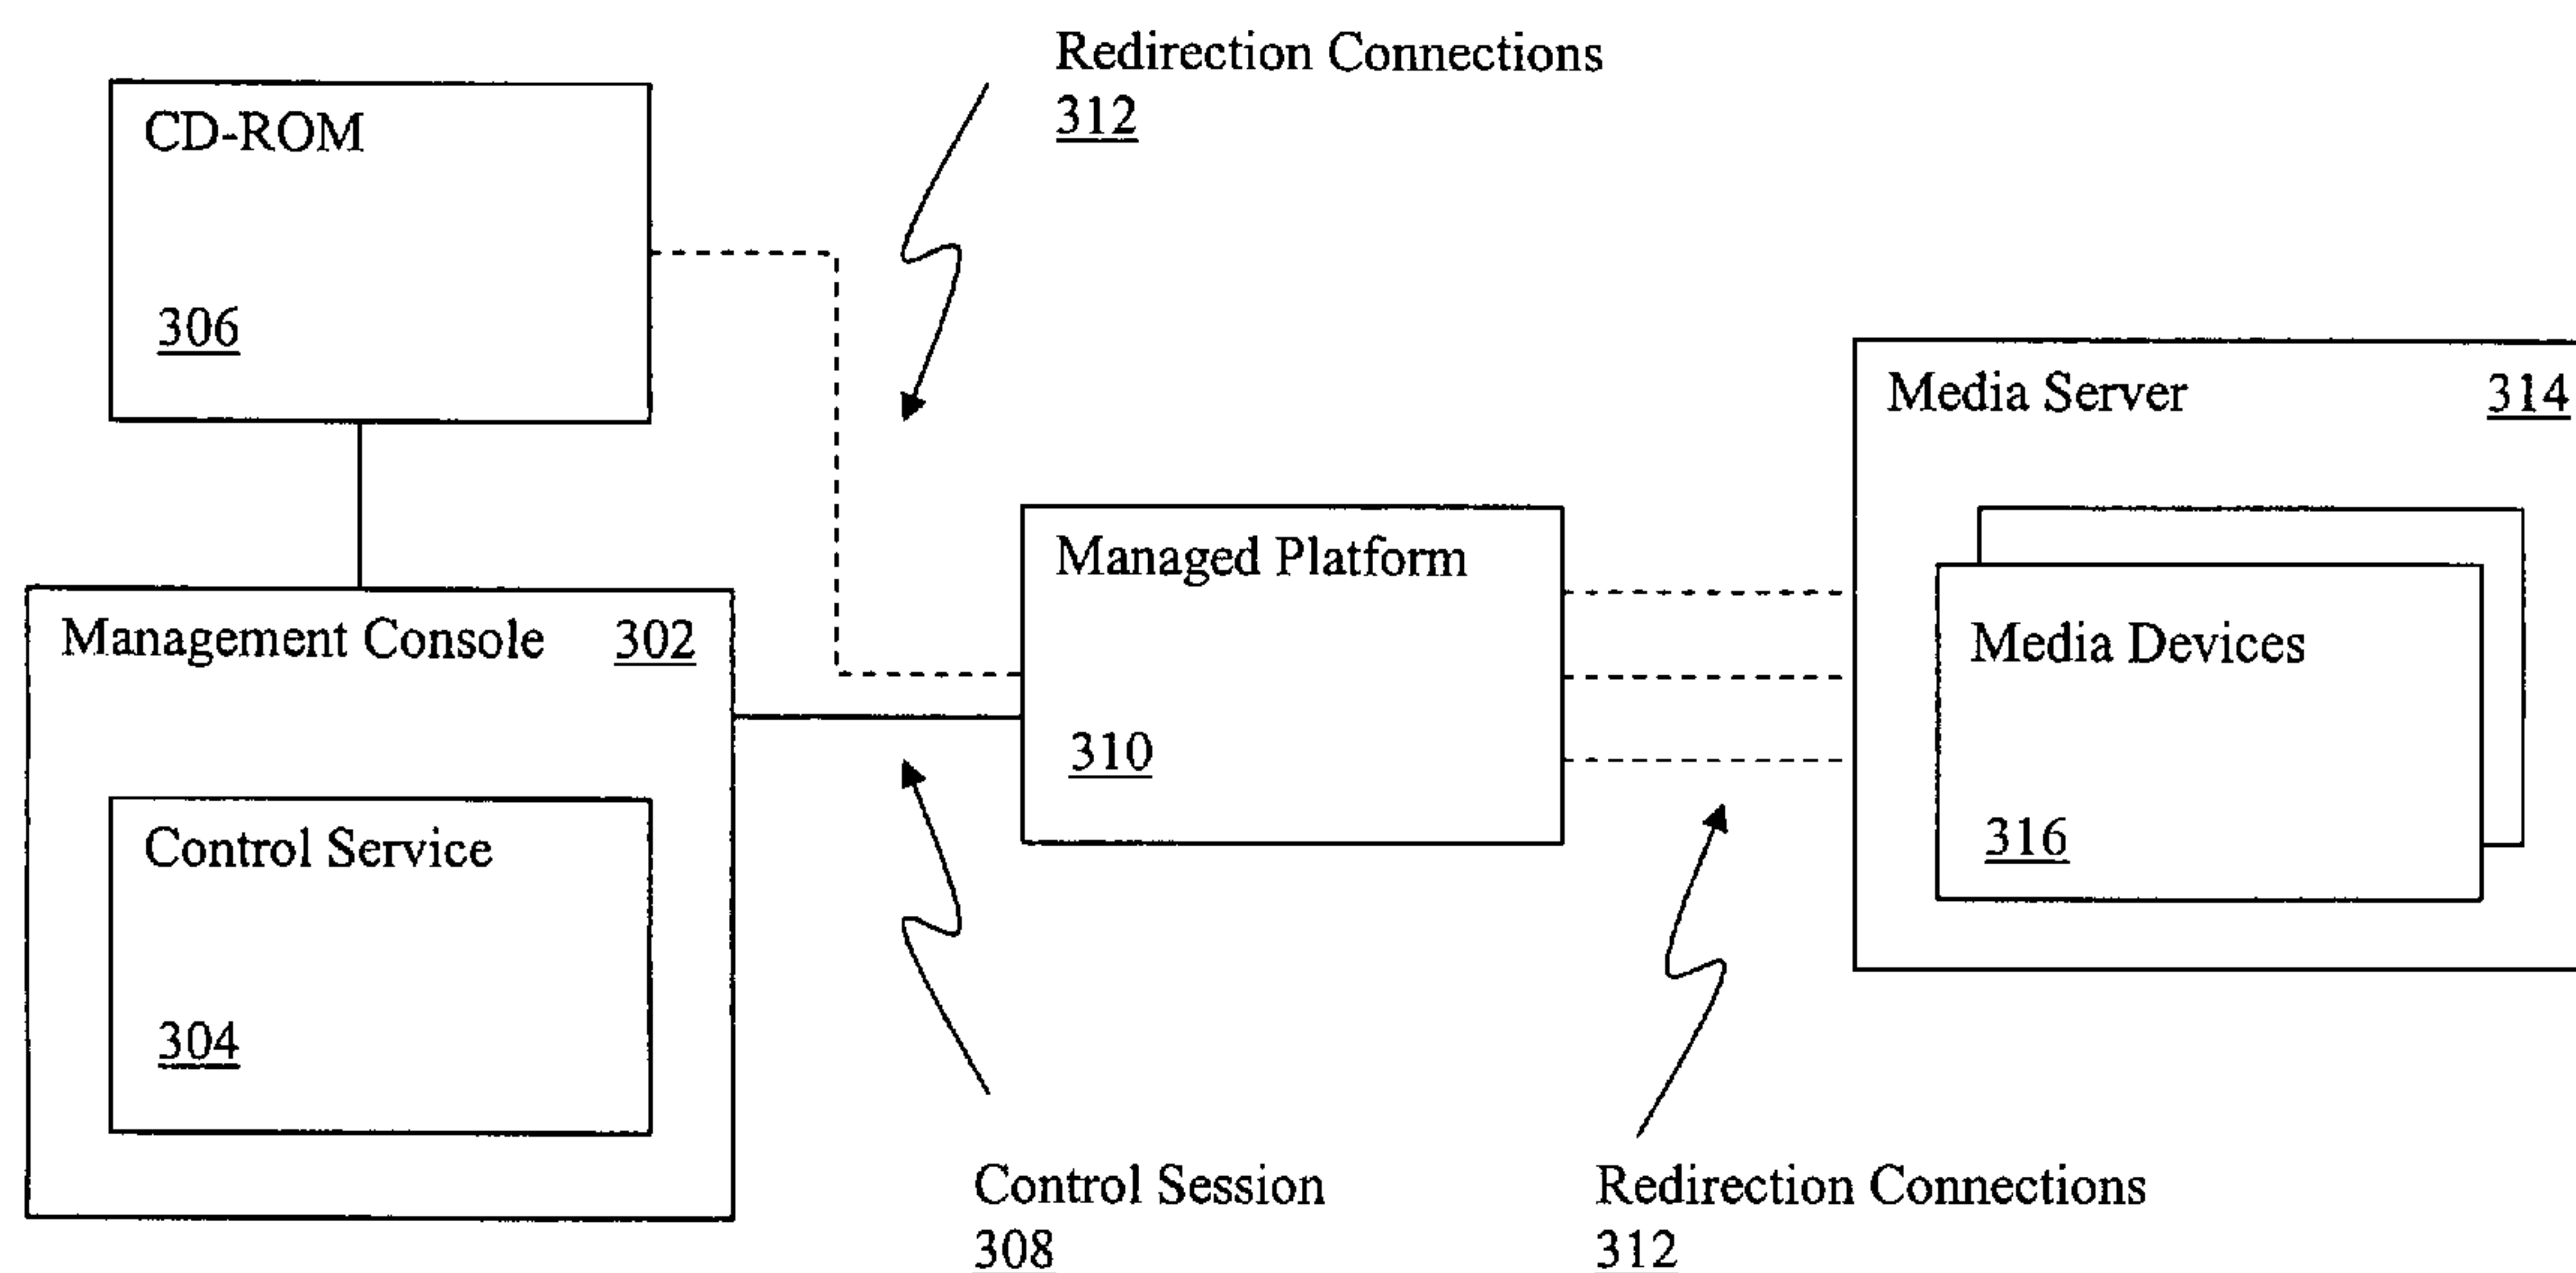 Redirection Connections
312
CD-ROM
306
Media Server 314
Managed Platform
310
Management Console 302
Media Devices
316
Control Service
304
Control Session
308
Redirection Connections
312